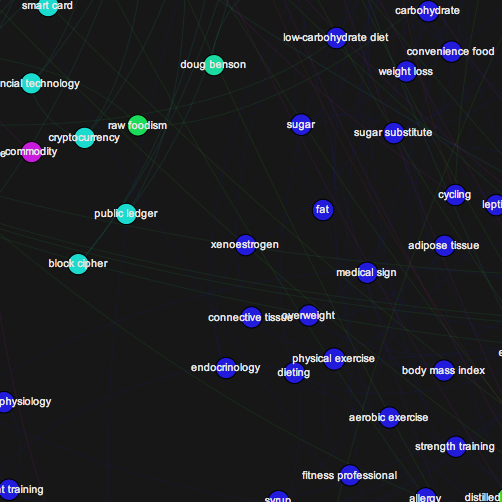 smart card
carbohydrate
low-carbohydrate diet
convenience food
doug benson
weight loss
ncial technology
raw foodism
sugar
sugar substitute
cryptocurrency
ecommodity
cycling
lepti
fat
public ledger
xenoestrogen
adipose tissue
block cipher
medical sign
connective tissue
overweight
e
physical exercise
endocrinology
dieting
body mass index
physiology
aerobic exercise
strength training
fitness professional
t training
syrup
allergy
distilled